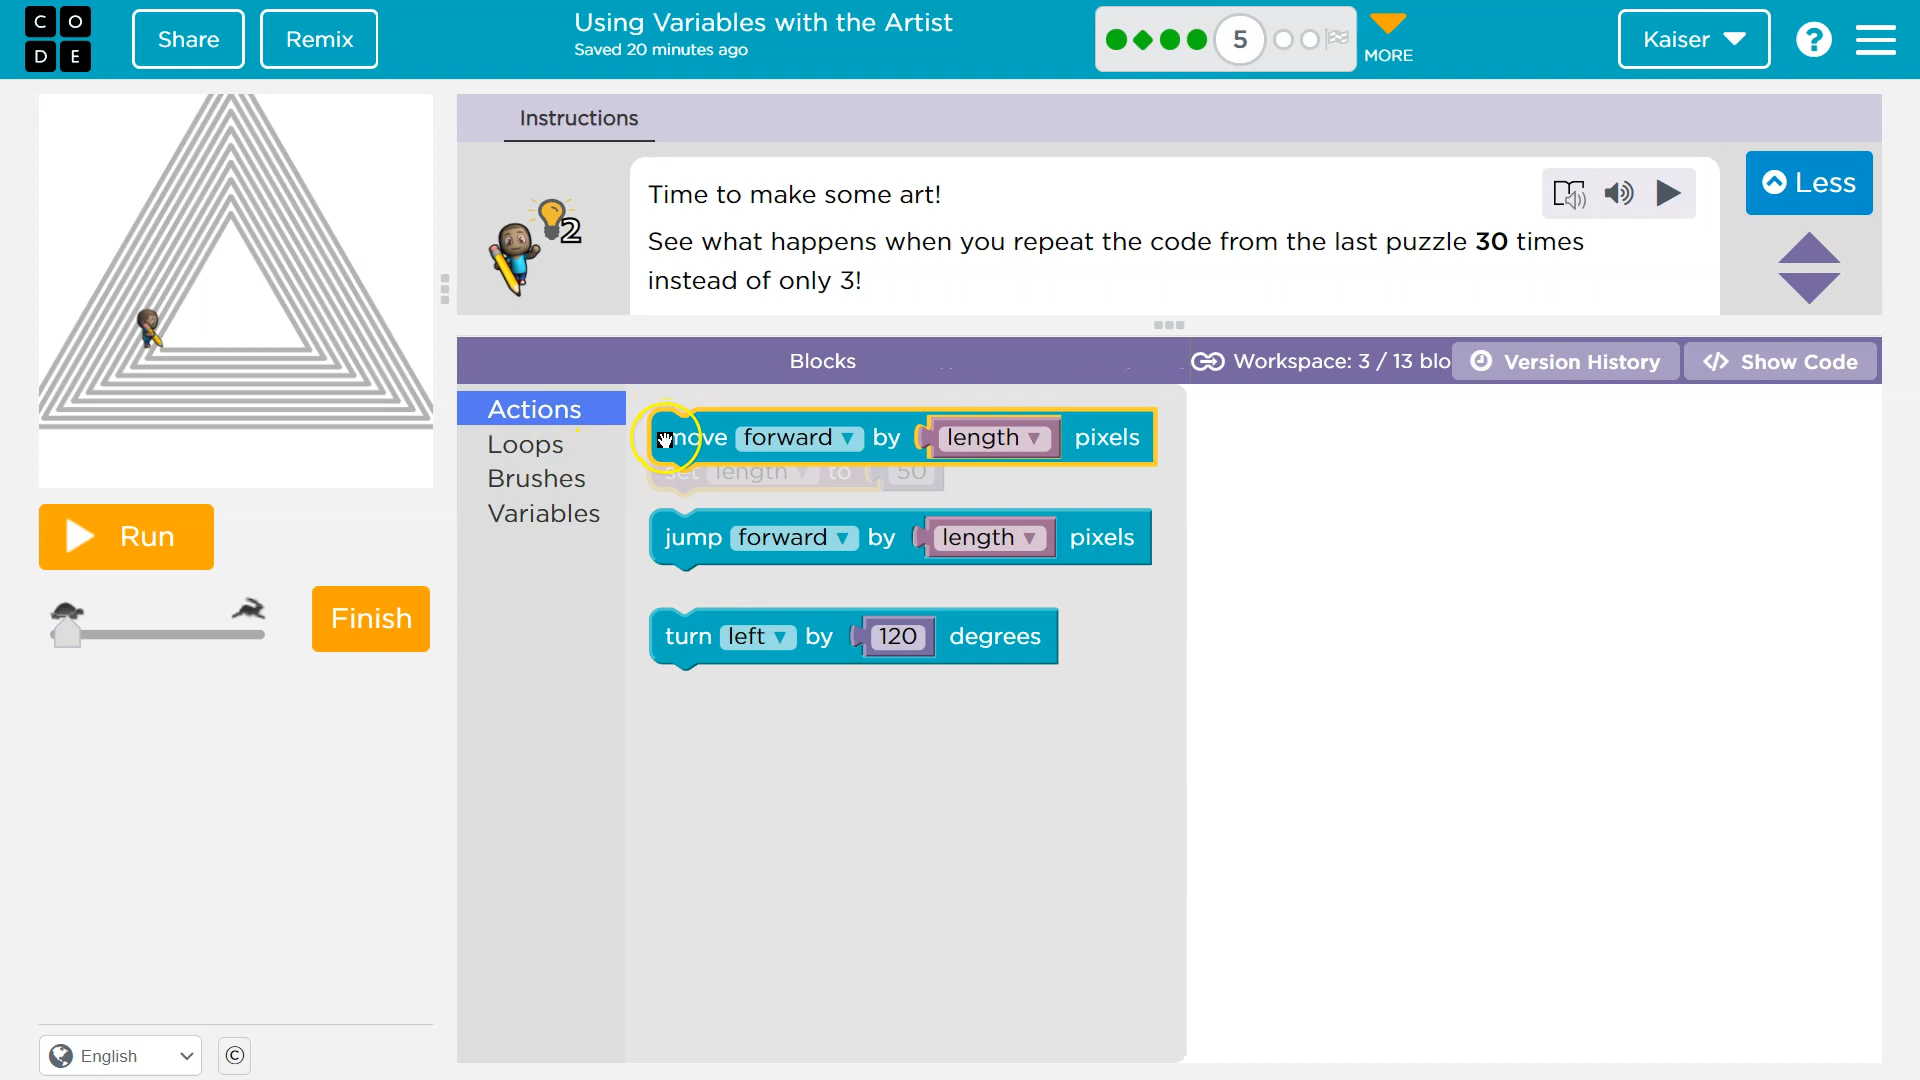 C O
D E
Share
Remix
Using Variables with the Artist
Saved 20 minutes ago
5
MORE
Kaiser
?
Instructions
2
Time to make some art!
See what happens when you repeat the code from the last puzzle 30 times
instead of only 3!
Less
Blocks
Workspace: 3 / 13 blo
Version History
</> Show Code
Actions
Loops
Brushes
Variables
move forward by length pixels
set length to 50
jump forward by length pixels
turn left by 120 degrees
Run
Finish
English
©